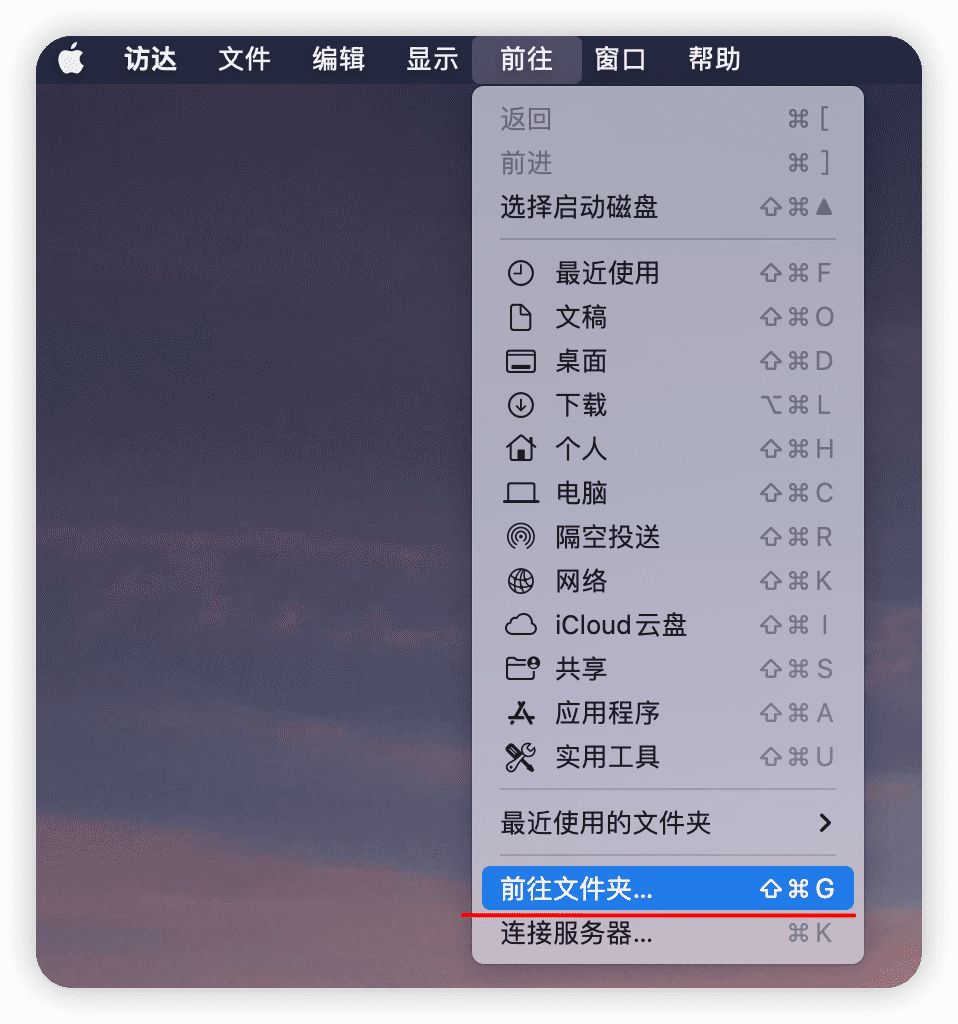 访达 文件 编辑 显示 前往 窗口 帮助
返回 ⌘ [
前进 ⌘ ]
选择启动磁盘 ⇧⌘▲
最近使用 ⇧⌘F
文稿 ⇧⌘O
桌面 ⇧⌘D
下载 ⌥⌘L
个人 ⇧⌘H
电脑 ⇧⌘C
隔空投送 ⇧⌘R
网络 ⇧⌘K
iCloud云盘 ⇧⌘I
共享 ⇧⌘S
应用程序 ⇧⌘A
实用工具 ⇧⌘U
最近使用的文件夹
前往文件夹... ⇧⌘G
连接服务器... ⌘K